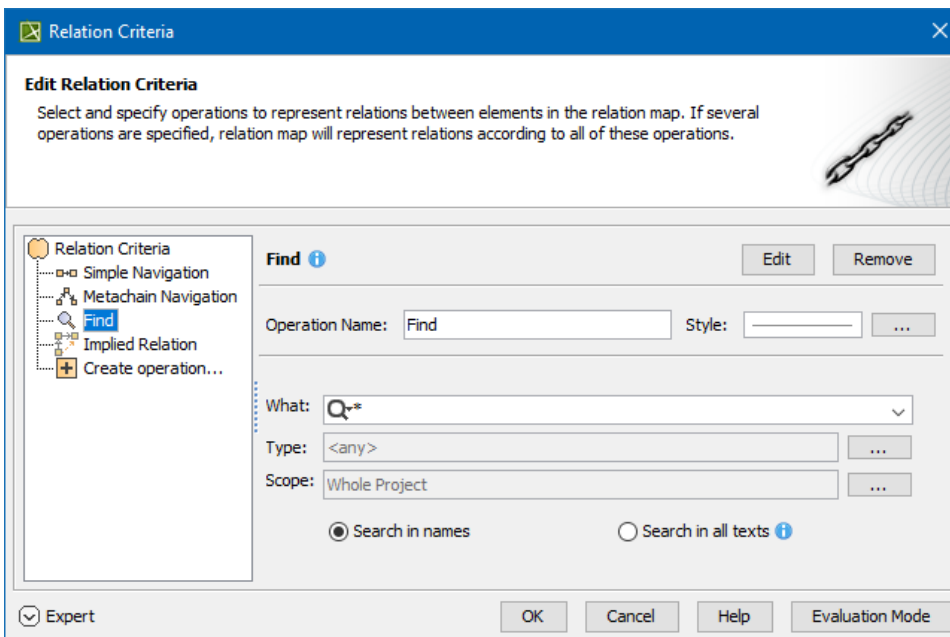 Relation Criteria
Edit Relation Criteria
Select and specify operations to represent relations between elements in the relation map. If several
operations are specified, relation map will represent relations according to all of these operations.
Relation Criteria
Simple Navigation
Metachain Navigation
Find
Implied Relation
Create operation...
Find
Edit
Remove
Operation Name: Find
Style: ...
What: *
Type: <any> ...
Scope: Whole Project ...
Search in names
Search in all texts
Expert
OK
Cancel
Help
Evaluation Mode